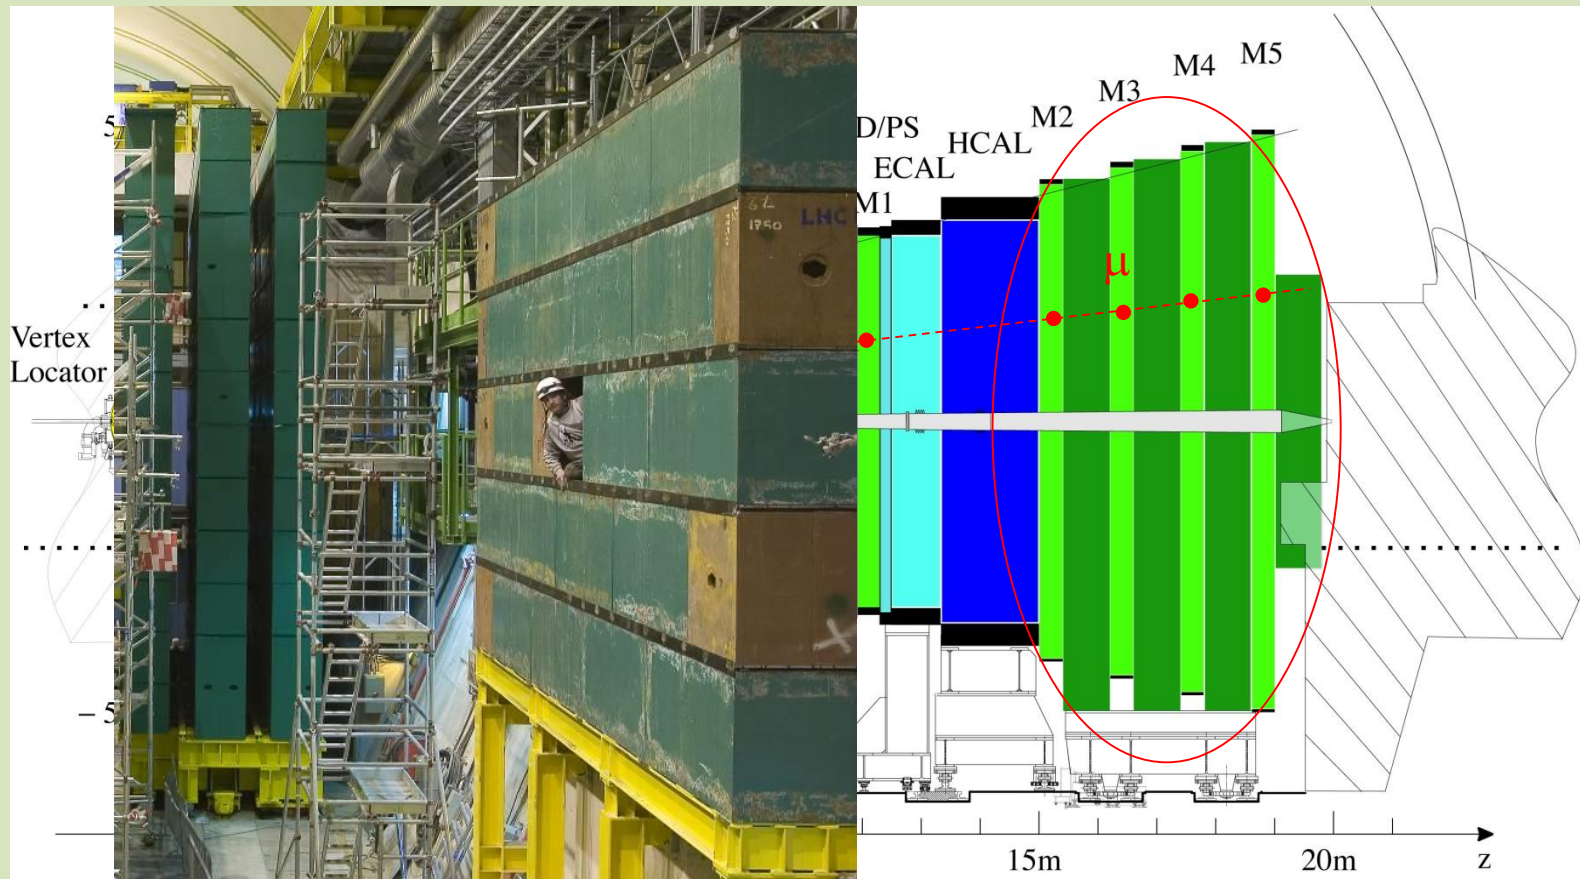 M5
M4
M3
M2
HCAL
D/PS
ECAL
M1
5
LHC
1750
μ
Vertex
Locator
– 5
15m
20m
z